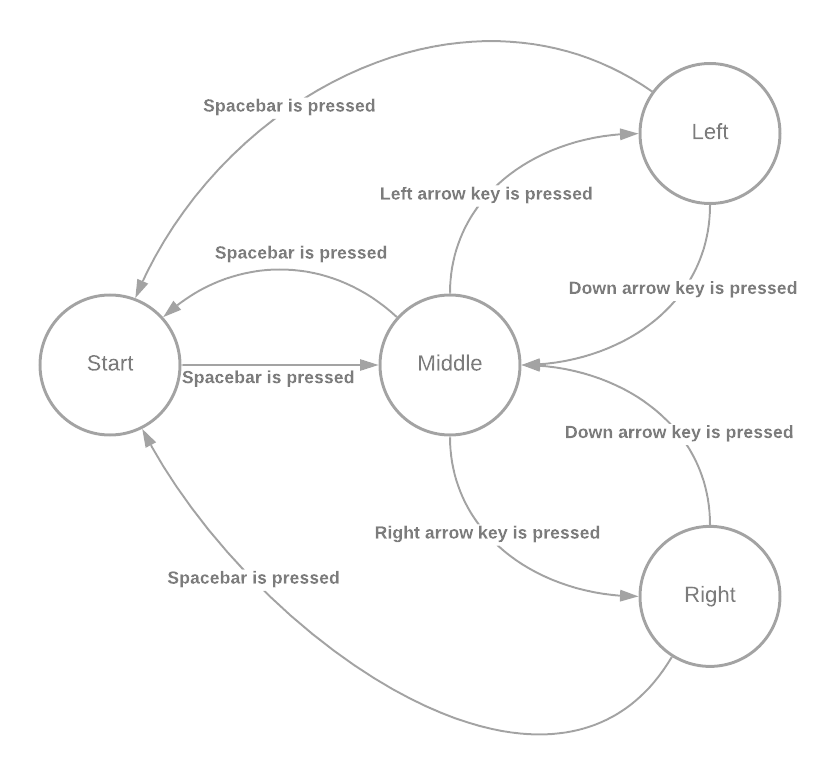 Spacebar is pressed
Left
Left arrow key is pressed
Spacebar is pressed
Down arrow key is pressed
Start
Middle
Spacebar is pressed
Down arrow key is pressed
Right arrow key is pressed
Spacebar is pressed
Right